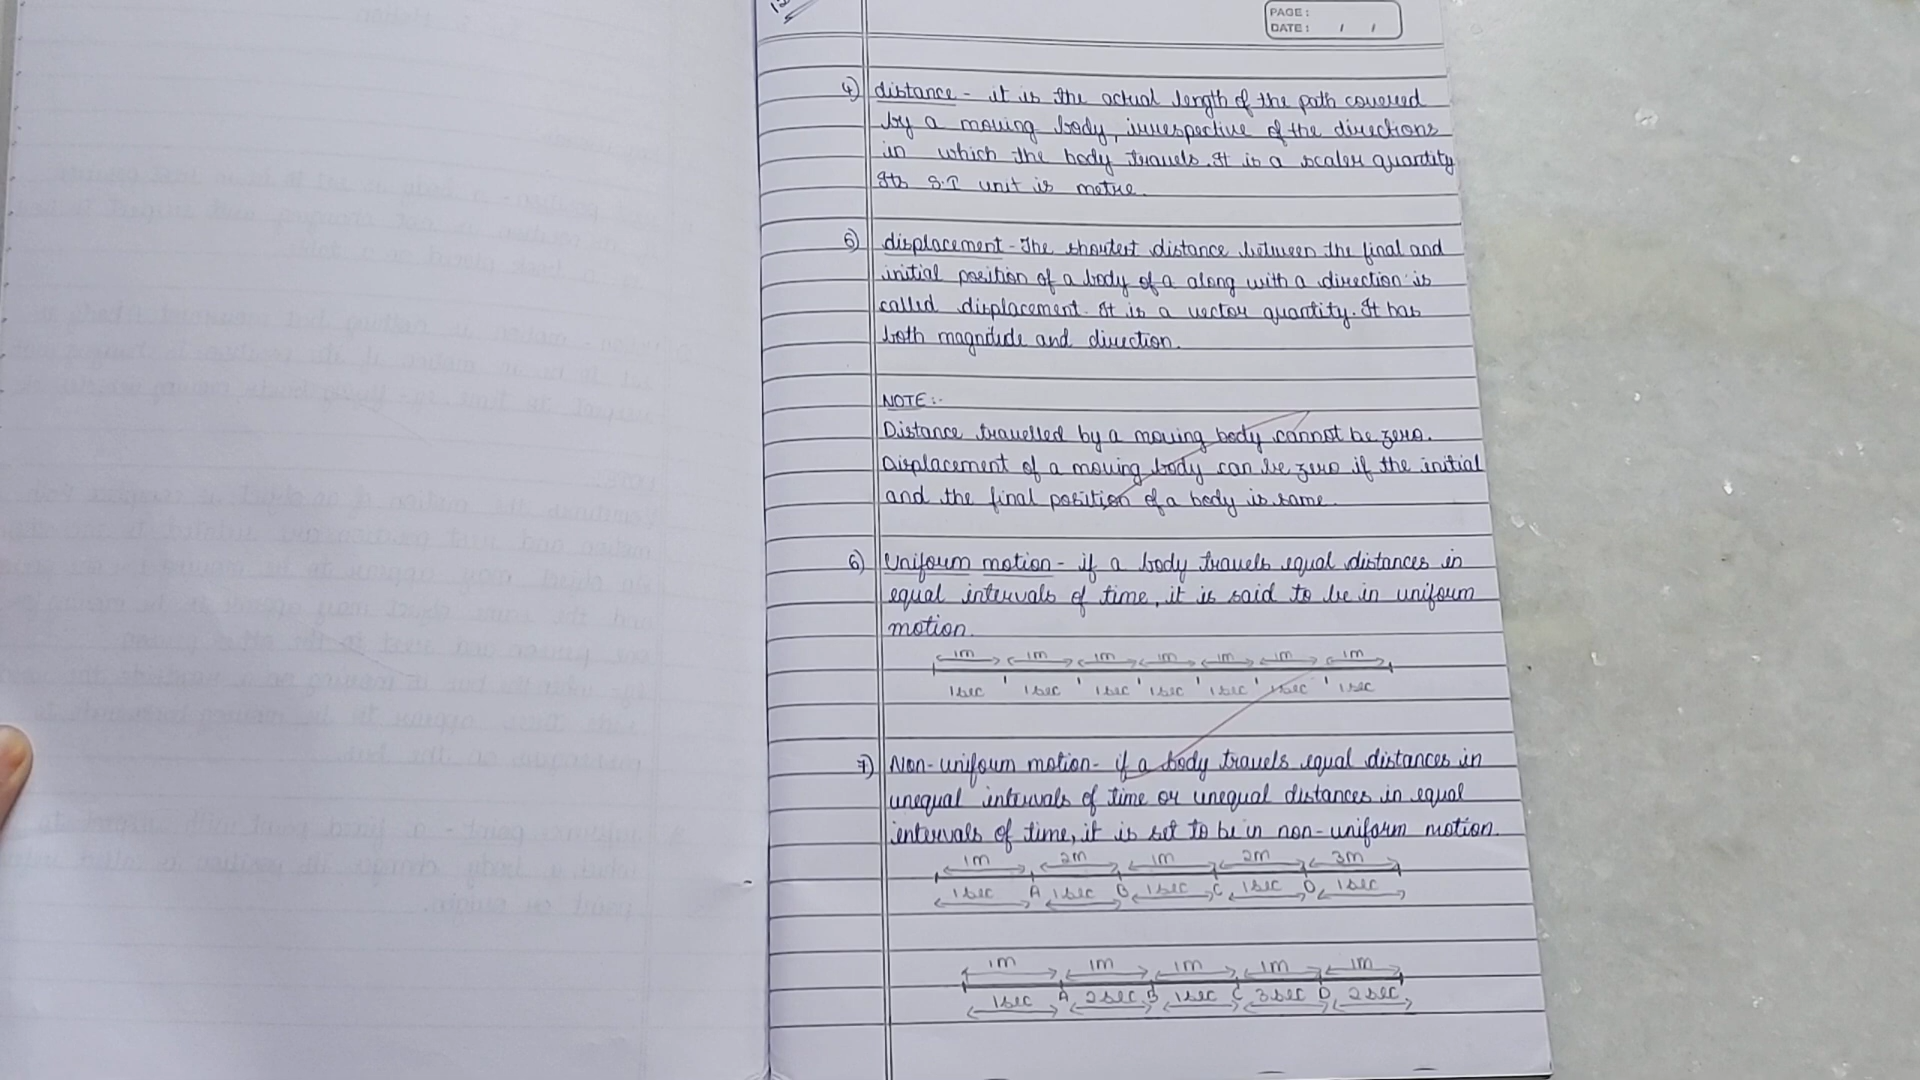 PAGE:
DATE: / /
4) distance - it is the actual length of the path covered
by a moving body, irrespective of the directions
in which the body travels. It is a scaler quantity
Its S.I unit is metre.
5) displacement - The shortest distance between the final and
initial position of a body of a along with a direction is
called displacement. It is a vector quantity. It has
both magnitude and direction.
NOTE:-
Distance travelled by a moving body cannot be zero.
Displacement of a moving body can be zero if the initial
and the final position of a body is same.
6) Uniform motion - if a body travels equal distances in
equal intervals of time, it is said to be in uniform
motion.
1m 1m 1m 1m 1m 1m 1m
1sec 1sec 1sec 1sec 1sec 1sec 1sec
7) Non-uniform motion - if a body travels equal distances in
unequal intervals of time or unequal distances in equal
intervals of time, it is set to be in non-uniform motion.
1m 2m 1m 2m 3m
1sec A 1sec B 1sec C 1sec D 1sec
1m 1m 1m 1m 1m
1sec A 2sec B 1sec C 3sec D 2sec